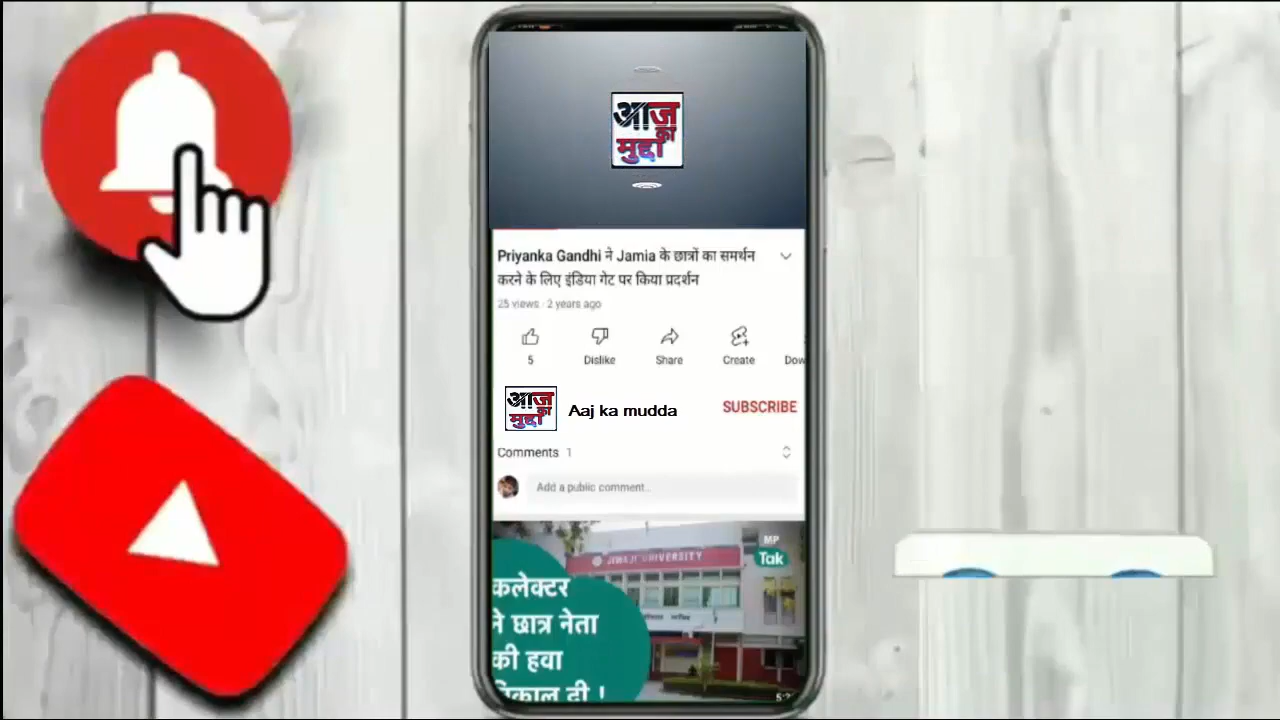 आज
का
मुद्दा
Priyanka Gandhi ने Jamia के छात्रों का समर्थन
करने के लिए इंडिया गेट पर किया प्रदर्शन
25 views · 2 years ago
5 Dislike Share Create Dow
आज
का
मुद्दा
Aaj ka mudda
SUBSCRIBE
Comments 1
Add a public comment..
MP
Tak
JIWAJI UNIVERSITY
कलेक्टर
ने छात्र नेता
की हवा
निकाल दी !